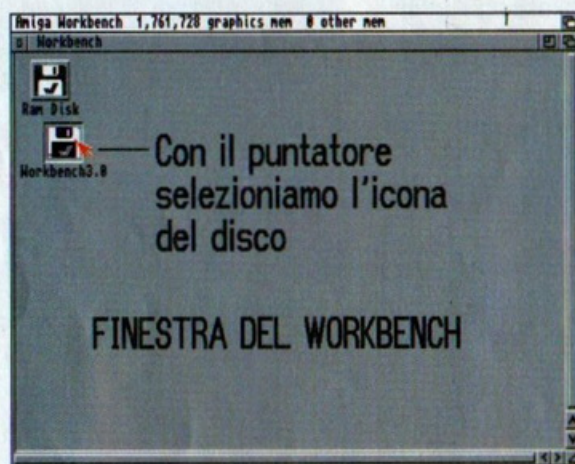 Amiga Workbench 1,761,728 graphics mem 0 other mem
Workbench
Ram Disk
Workbench3.0
Con il puntatore
selezioniamo l'icona
del disco
FINESTRA DEL WORKBENCH